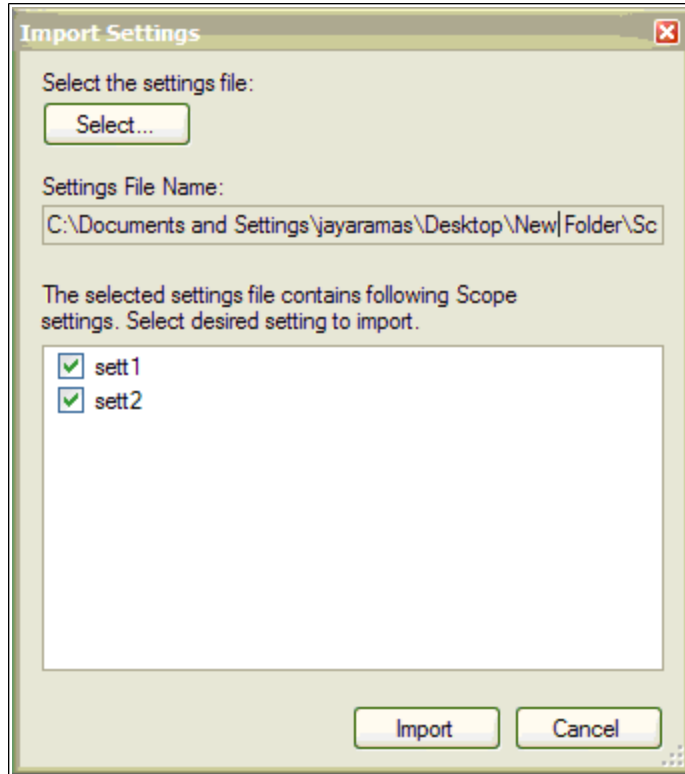 Import Settings
Select the settings file:
Select...
Settings File Name:
C:\Documents and Settings\jayaramas\Desktop\New Folder\Sc
The selected settings file contains following Scope
settings. Select desired setting to import.
sett1
sett2
Import
Cancel